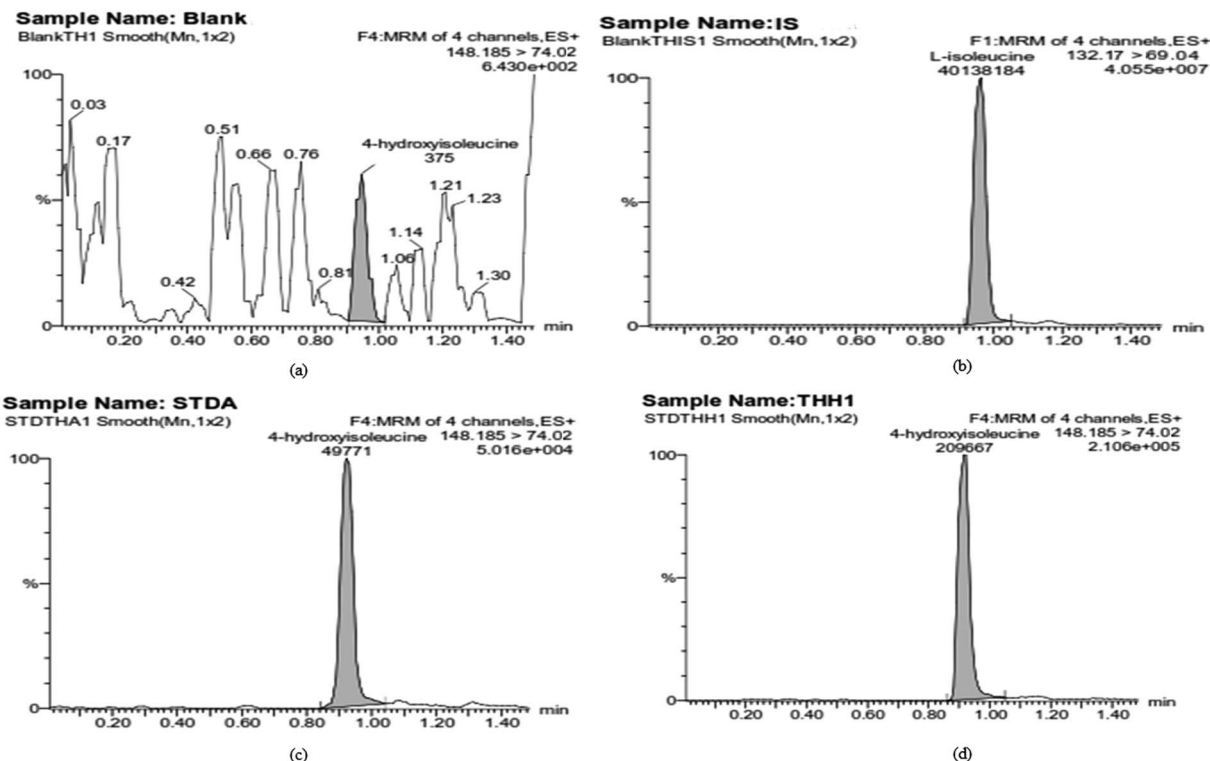 Sample Name: Blank
BlankTH1 Smooth(Mn,1x2)
F4:MRM of 4 channels,ES+
148.185 > 74.02
6.430e+002
100
%
0
0.03
0.17
0.42
0.51
0.66
0.76
0.81
4-hydroxyisoleucine
375
1.06
1.14
1.21
1.23
1.30
0.20 0.40 0.60 0.80 1.00 1.20 1.40
min
(a)
Sample Name:IS
BlankTHIS1 Smooth(Mn,1x2)
F1:MRM of 4 channels,ES+
L-isoleucine 132.17 > 69.04
40138184 4.055e+007
100
%
0
0.20 0.40 0.60 0.80 1.00 1.20 1.40
min
(b)
Sample Name: STDA
STDTHA1 Smooth(Mn,1x2)
F4:MRM of 4 channels,ES+
4-hydroxyisoleucine 148.185 > 74.02
49771 5.016e+004
100
%
0
0.20 0.40 0.60 0.80 1.00 1.20 1.40
min
(c)
Sample Name:THH1
STDTHH1 Smooth(Mn,1x2)
F4:MRM of 4 channels,ES+
4-hydroxyisoleucine 148.185 > 74.02
209667 2.106e+005
100
%
0
0.20 0.40 0.60 0.80 1.00 1.20 1.40
min
(d)